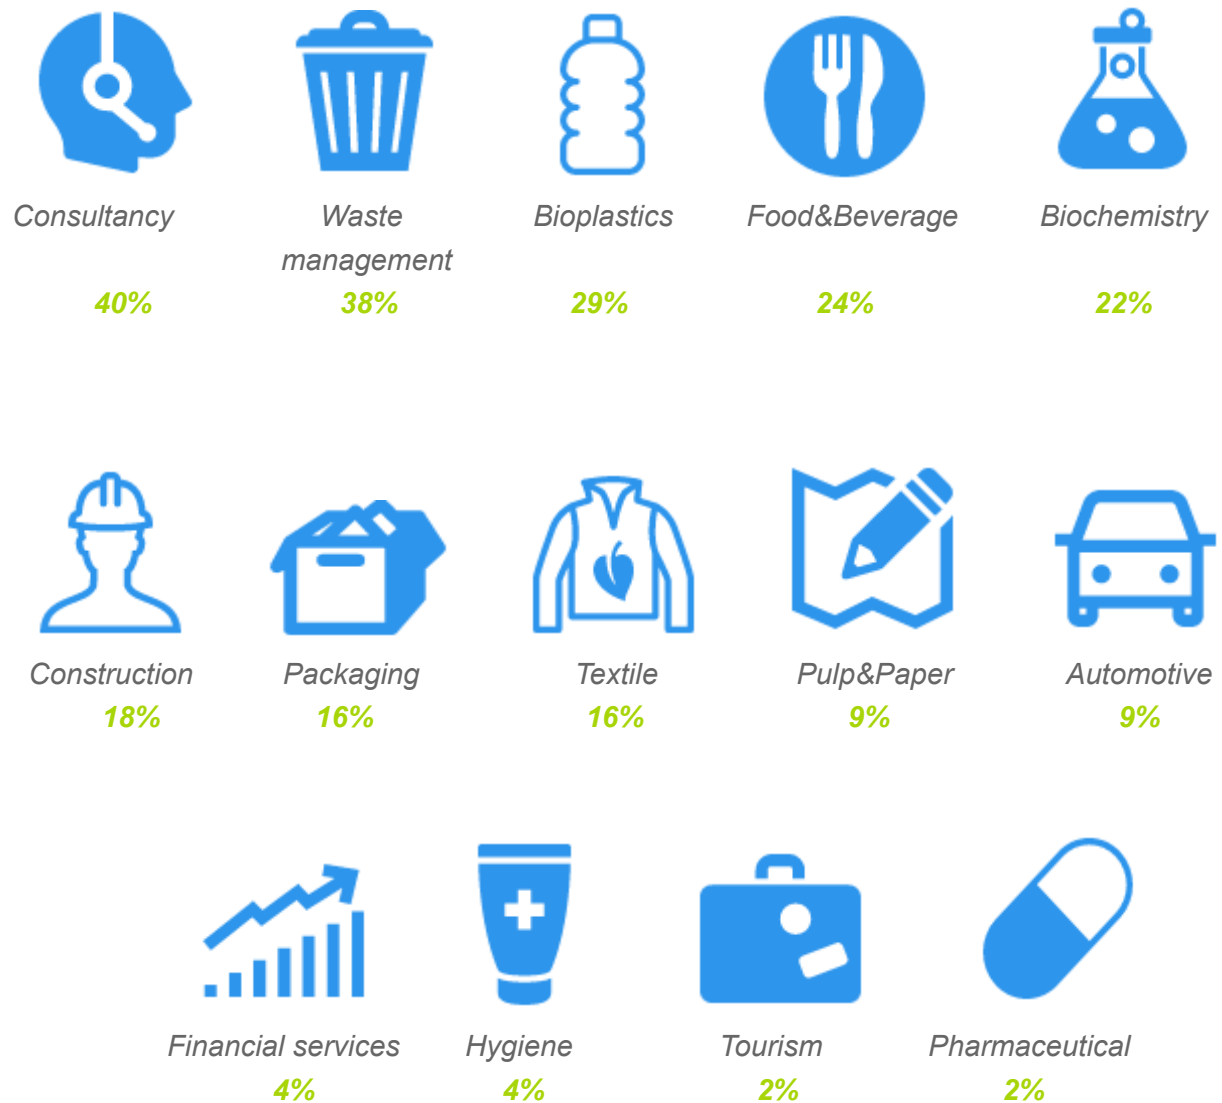 Consultancy
Waste
management
Bioplastics
Food&Beverage
Biochemistry
40%
38%
29%
24%
22%
Construction
Packaging
Textile
Pulp&Paper
Automotive
18%
16%
16%
9%
9%
Financial services
Hygiene
Tourism
Pharmaceutical
4%
4%
2%
2%